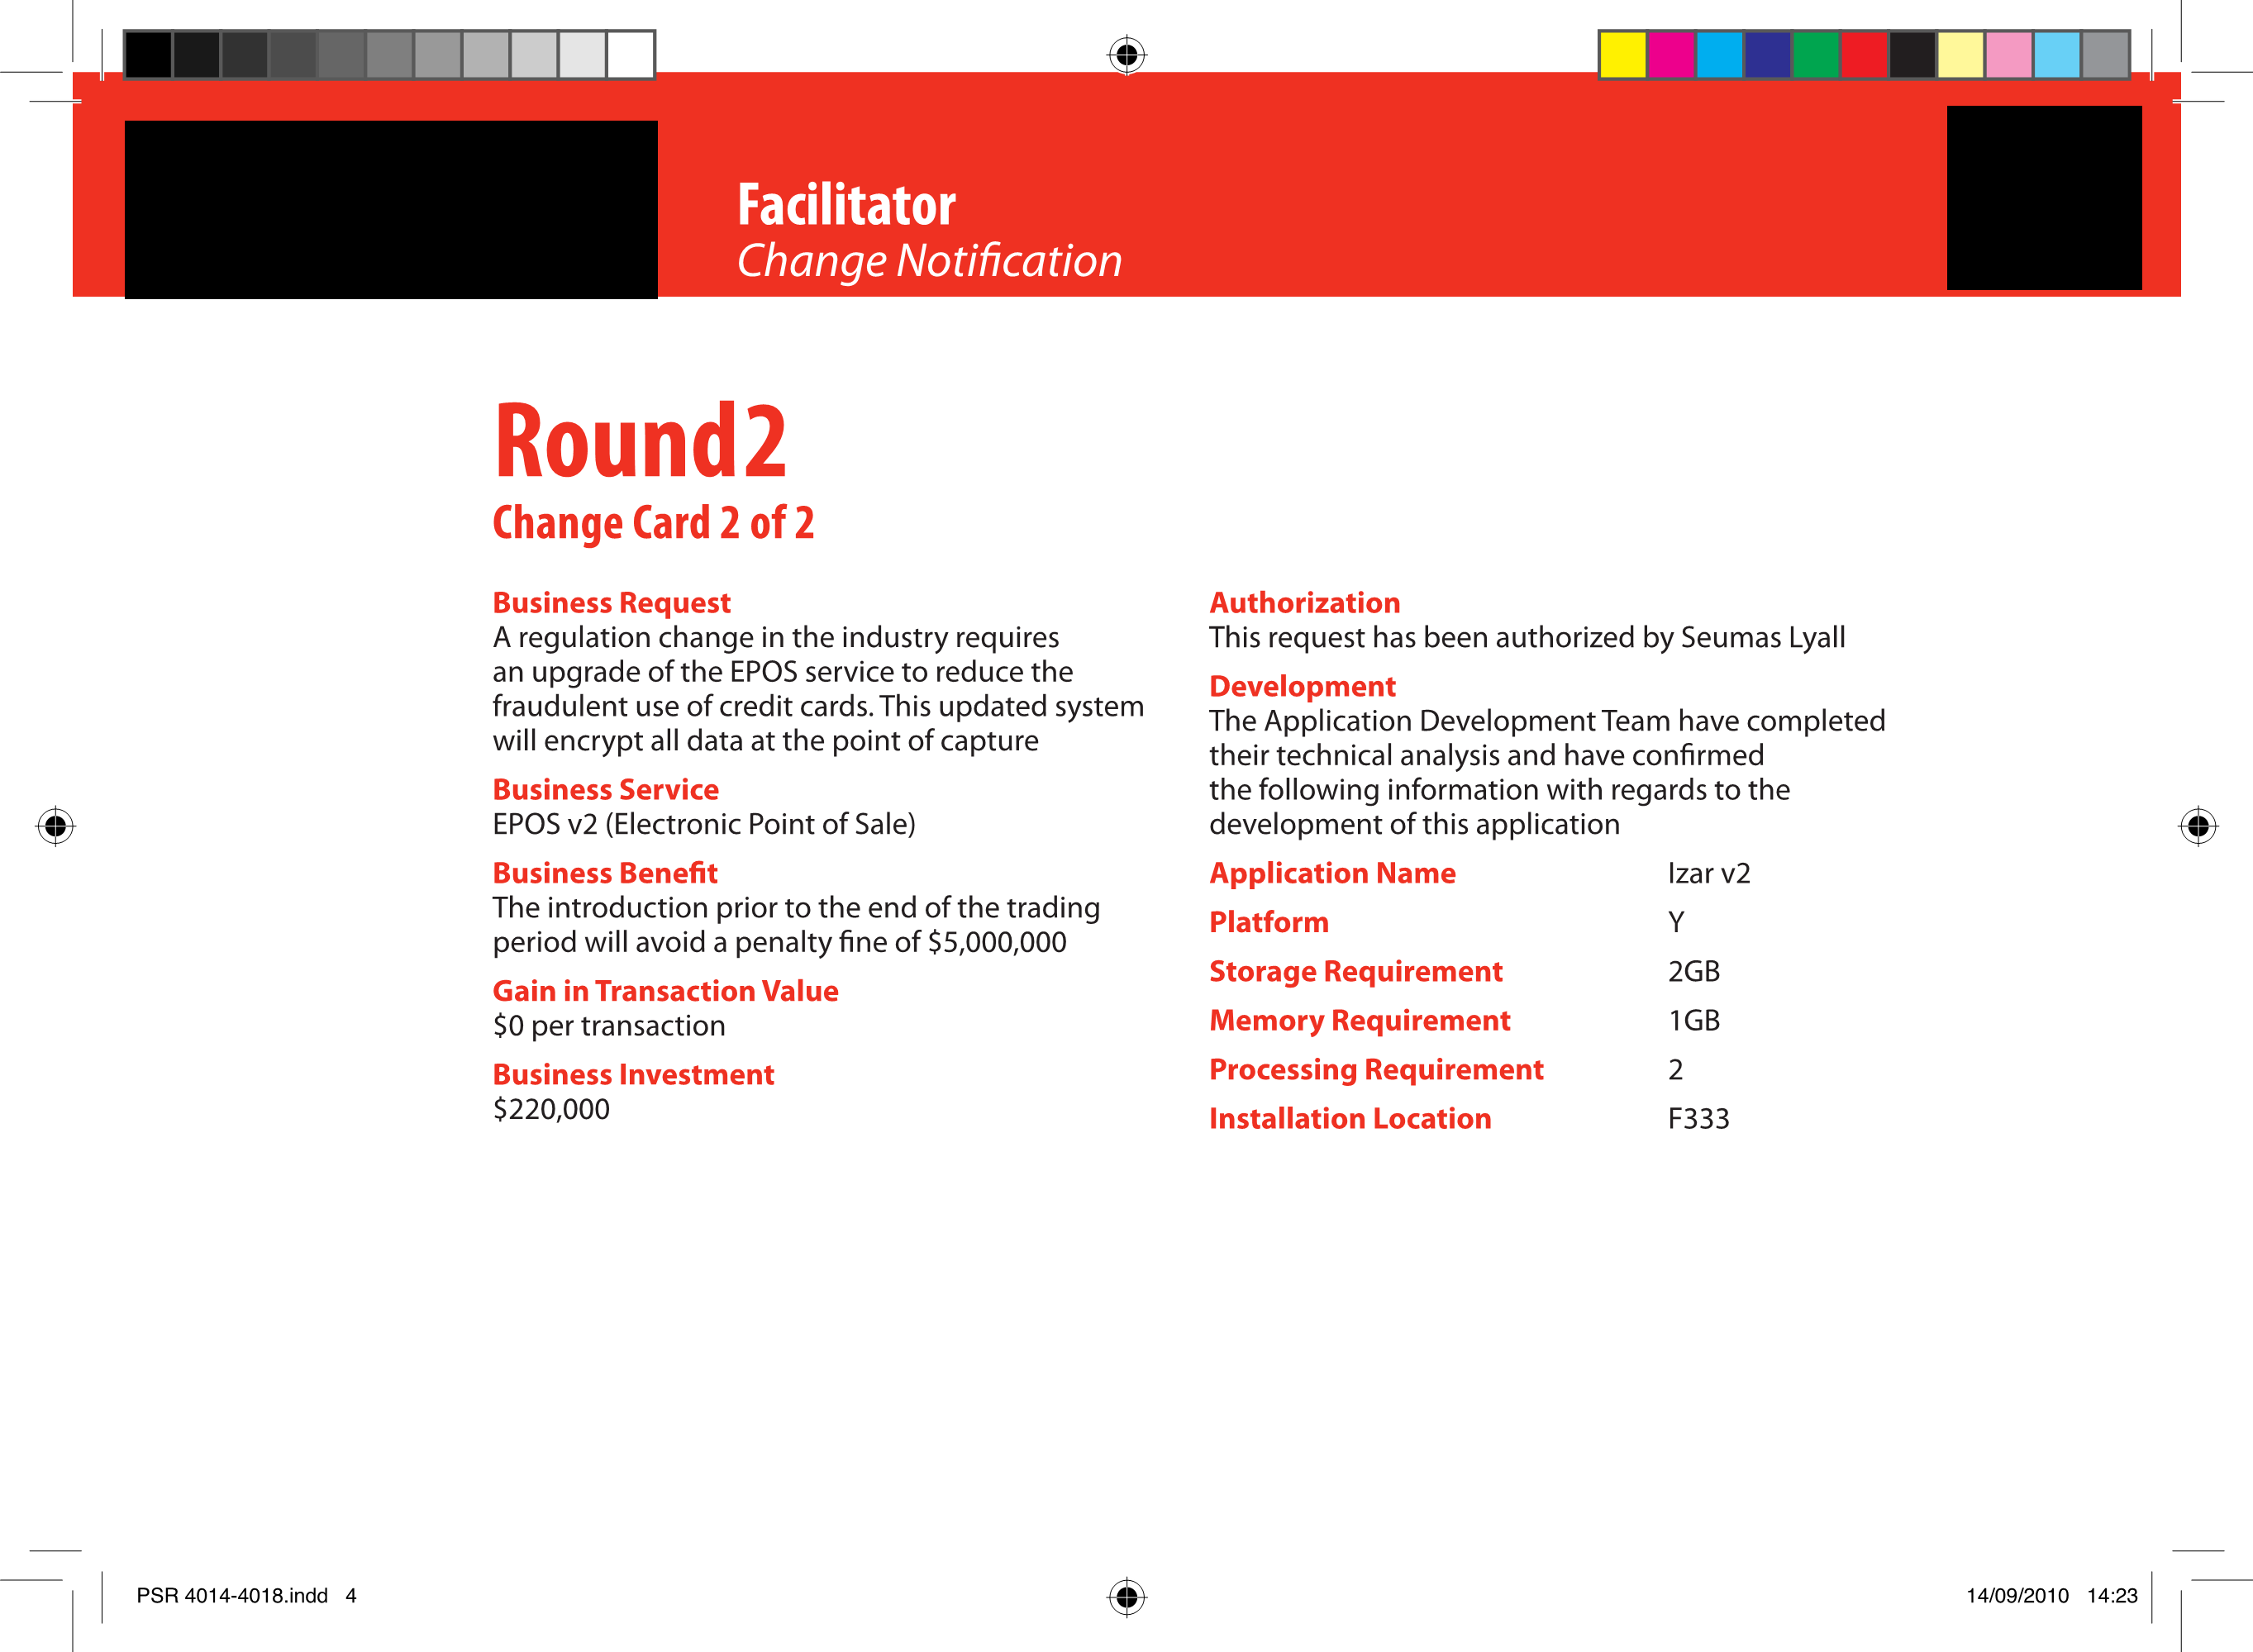 Facilitator
Change Notification
Round2
Change Card 2 of 2
Business Request
A regulation change in the industry requires
an upgrade of the EPOS service to reduce the
fraudulent use of credit cards. This updated system
will encrypt all data at the point of capture
Business Service
EPOS v2 (Electronic Point of Sale)
Business Benefit
The introduction prior to the end of the trading
period will avoid a penalty fine of $5,000,000
Gain in Transaction Value
$0 per transaction
Business Investment
$220,000
Authorization
This request has been authorized by Seumas Lyall
Development
The Application Development Team have completed
their technical analysis and have confirmed
the following information with regards to the
development of this application
Application Name Izar v2
Platform Y
Storage Requirement 2GB
Memory Requirement 1GB
Processing Requirement 2
Installation Location F333
PSR 4014-4018.indd 4 14/09/2010 14:23